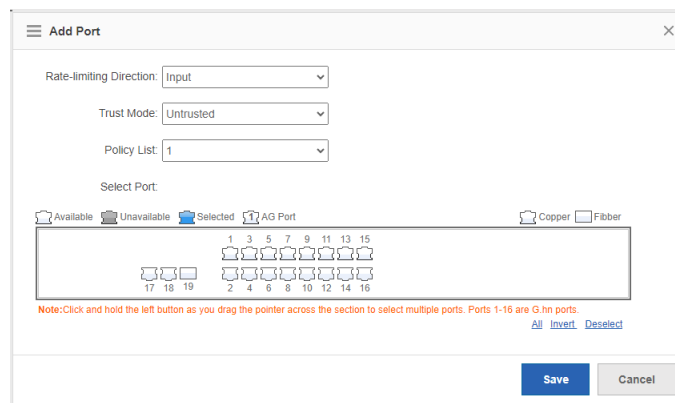 Add Port
Rate-limiting Direction: Input
Trust Mode: Untrusted
Policy List: 1
Select Port:
Available Unavailable Selected 1 AG Port Copper Fibber
1 3 5 7 9 11 13 15
17 18 19 2 4 6 8 10 12 14 16
Note:Click and hold the left button as you drag the pointer across the section to select multiple ports. Ports 1-16 are G.hn ports.
All Invert Deselect
Save Cancel